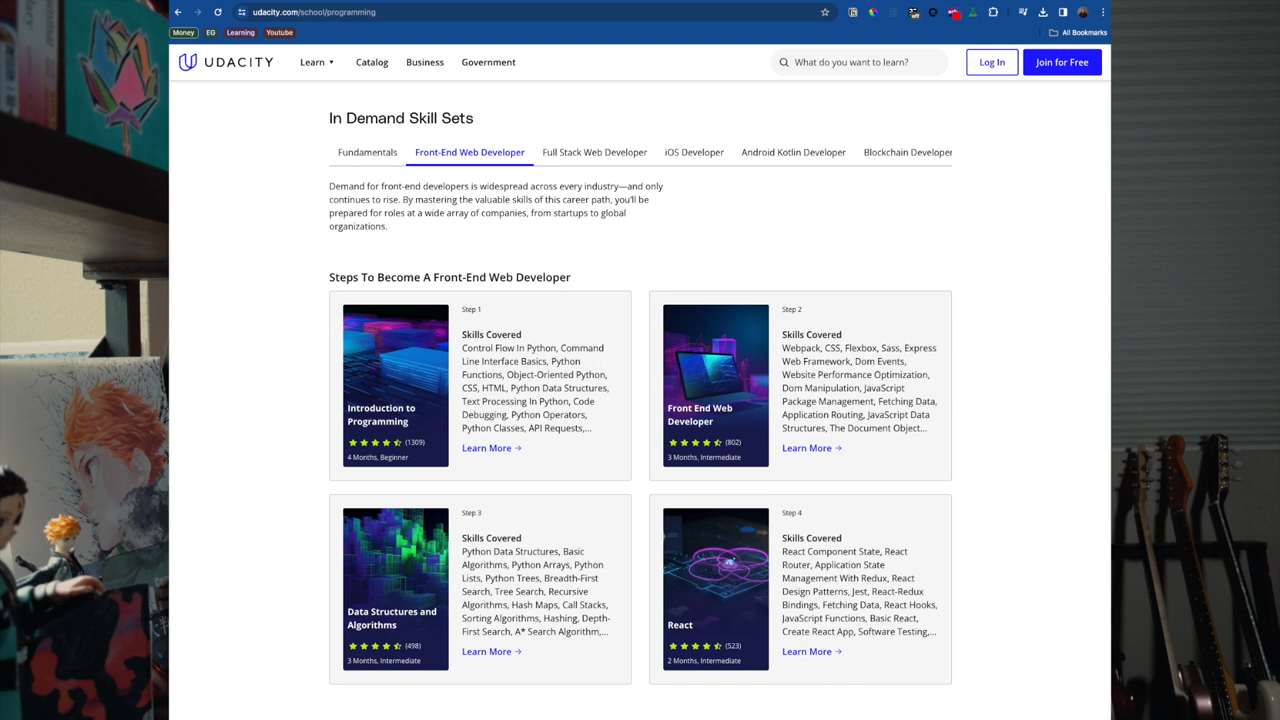 udacity.com/school/programming
Money EG Learning Youtube All Bookmarks
UDACITY Learn Catalog Business Government What do you want to learn? Log In Join for Free
In Demand Skill Sets
Fundamentals Front-End Web Developer Full Stack Web Developer iOS Developer Android Kotlin Developer Blockchain Developer
Demand for front-end developers is widespread across every industry—and only
continues to rise. By mastering the valuable skills of this career path, you'll be
prepared for roles at a wide array of companies, from startups to global
organizations.
Steps To Become A Front-End Web Developer
Step 1
Skills Covered
Control Flow In Python, Command
Line Interface Basics, Python
Functions, Object-Oriented Python,
CSS, HTML, Python Data Structures,
Text Processing In Python, Code
Debugging, Python Operators,
Python Classes, API Requests,...
Learn More
Introduction to
Programming
(1309)
4 Months, Beginner
Step 2
Skills Covered
Webpack, CSS, Flexbox, Sass, Express
Web Framework, Dom Events,
Website Performance Optimization,
Dom Manipulation, JavaScript
Package Management, Fetching Data,
Application Routing, JavaScript Data
Structures, The Document Object...
Learn More
Front End Web
Developer
(802)
3 Months, Intermediate
Step 3
Skills Covered
Python Data Structures, Basic
Algorithms, Python Arrays, Python
Lists, Python Trees, Breadth-First
Search, Tree Search, Recursive
Algorithms, Hash Maps, Call Stacks,
Sorting Algorithms, Hashing, Depth-
First Search, A* Search Algorithm,...
Learn More
Data Structures and
Algorithms
(498)
3 Months, Intermediate
Step 4
Skills Covered
React Component State, React
Router, Application State
Management With Redux, React
Design Patterns, Jest, React-Redux
Bindings, Fetching Data, React Hooks,
JavaScript Functions, Basic React,
Create React App, Software Testing,...
Learn More
React
(523)
2 Months, Intermediate